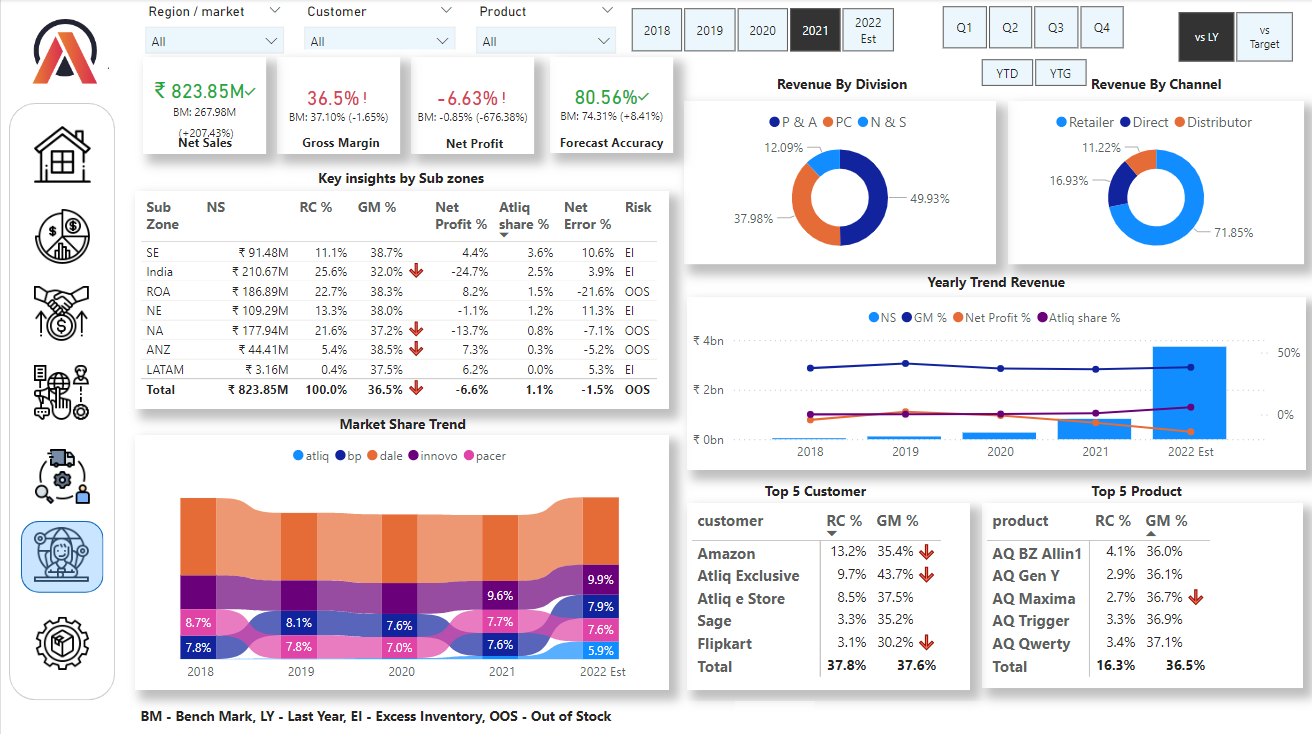 Region / market
Customer
Product
All
All
All
2018
2019
2020
2021
2022
Est
Q1
Q2
Q3
Q4
YTD
YTG
vs LY
vs
Target
₹ 823.85M✓
BM: 267.98M
(+207.43%)
Net Sales
36.5% !
BM: 37.10% (-1.65%)
Gross Margin
-6.63% !
BM: -0.85% (-676.38%)
Net Profit
80.56%✓
BM: 74.31% (+8.41%)
Forecast Accuracy
Revenue By Division
P & A PC N & S
12.09%
49.93%
37.98%
Revenue By Channel
Retailer Direct Distributor
11.22%
16.93%
71.85%
Key insights by Sub zones
Sub Zone NS RC % GM % Net Profit % Atliq share % Net Error % Risk
SE ₹ 91.48M 11.1% 38.7% 4.4% 3.6% 10.6% EI
India ₹ 210.67M 25.6% 32.0% -24.7% 2.5% 3.9% EI
ROA ₹ 186.89M 22.7% 38.3% 8.2% 1.5% -21.6% OOS
NE ₹ 109.29M 13.3% 38.0% -1.1% 1.2% 11.3% EI
NA ₹ 177.94M 21.6% 37.2% -13.7% 0.8% -7.1% OOS
ANZ ₹ 44.41M 5.4% 38.5% 7.3% 0.3% -5.2% OOS
LATAM ₹ 3.16M 0.4% 37.5% 6.2% 0.0% 5.3% EI
Total ₹ 823.85M 100.0% 36.5% -6.6% 1.1% -1.5% OOS
Yearly Trend Revenue
NS GM % Net Profit % Atliq share %
₹ 4bn
50%
₹ 2bn
0%
₹ 0bn
2018 2019 2020 2021 2022 Est
Market Share Trend
atliq bp dale innovo pacer
8.7%
7.8%
8.1%
7.8%
7.6%
7.0%
9.6%
7.7%
7.6%
9.9%
7.9%
7.6%
5.9%
2018 2019 2020 2021 2022 Est
Top 5 Customer
customer RC % GM %
Amazon 13.2% 35.4%
Atliq Exclusive 9.7% 43.7%
Atliq e Store 8.5% 37.5%
Sage 3.3% 35.2%
Flipkart 3.1% 30.2%
Total 37.8% 37.6%
Top 5 Product
product RC % GM %
AQ BZ Allin1 4.1% 36.0%
AQ Gen Y 2.9% 36.1%
AQ Maxima 2.7% 36.7%
AQ Trigger 3.3% 36.9%
AQ Qwerty 3.4% 37.1%
Total 16.3% 36.5%
BM - Bench Mark, LY - Last Year, EI - Excess Inventory, OOS - Out of Stock